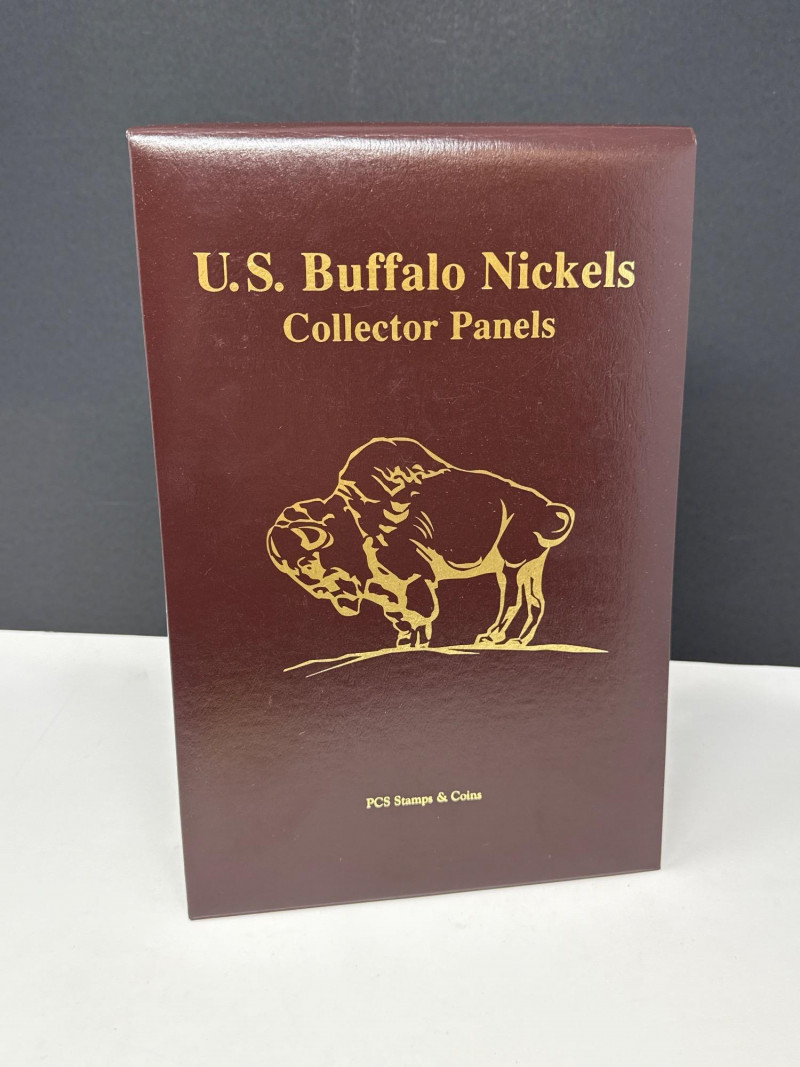 U.S. Buffalo Nickels
Collector Panels
PCS Stamps & Coins